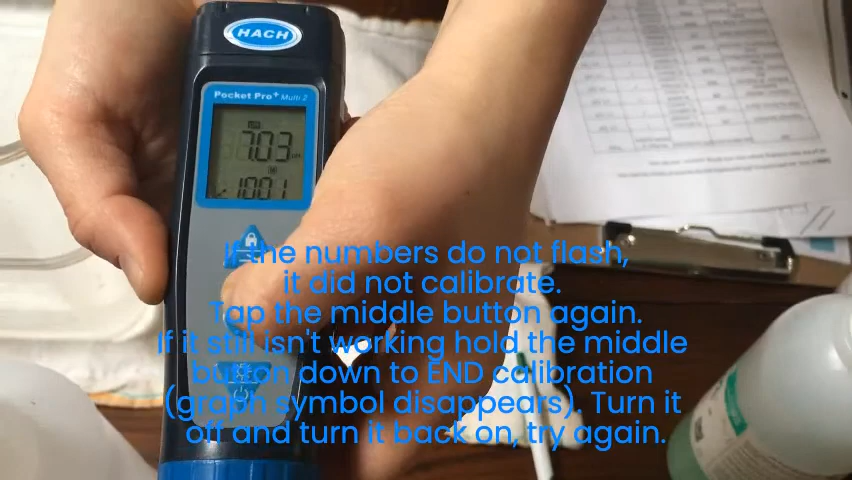 HACH
Pocket Pro+ Multi 2
7.03
1001
If the numbers do not flash,
it did not calibrate.
Tap the middle button again.
If it still isn't working hold the middle
button down to END calibration
(graph symbol disappears). Turn it
off and turn it back on, try again.